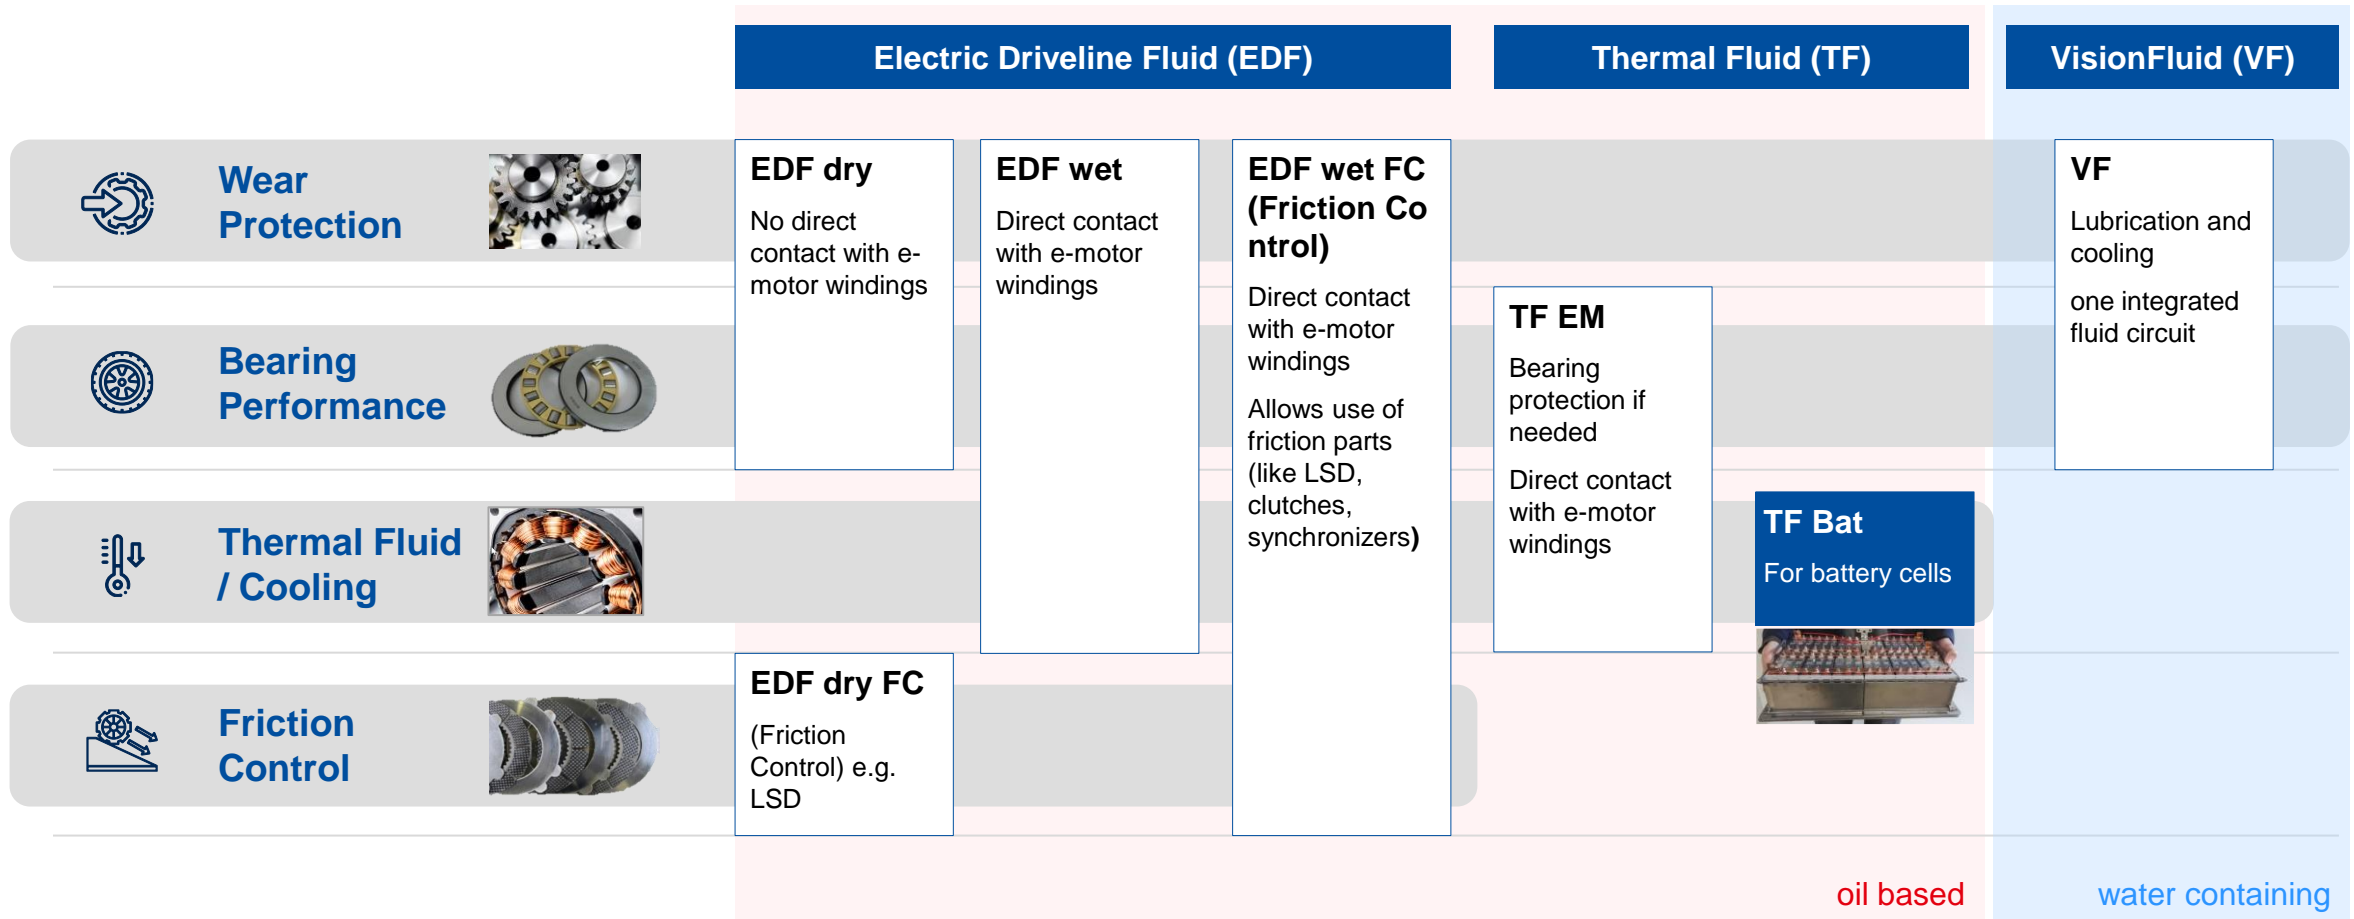 Electric Driveline Fluid (EDF)
Thermal Fluid (TF)
VisionFluid (VF)
Wear
Protection
EDF dry
No direct
contact with e-
motor windings
EDF wet
Direct contact
with e-motor
windings
EDF wet FC
(Friction Co
ntrol)
Direct contact
with e-motor
windings
Allows use of
friction parts
(like LSD,
clutches,
synchronizers)
VF
Lubrication and
cooling
one integrated
fluid circuit
Bearing
Performance
TF EM
Bearing
protection if
needed
Direct contact
with e-motor
windings
Thermal Fluid
/ Cooling
TF Bat
For battery cells
Friction
Control
EDF dry FC
(Friction
Control) e.g.
LSD
oil based
water containing